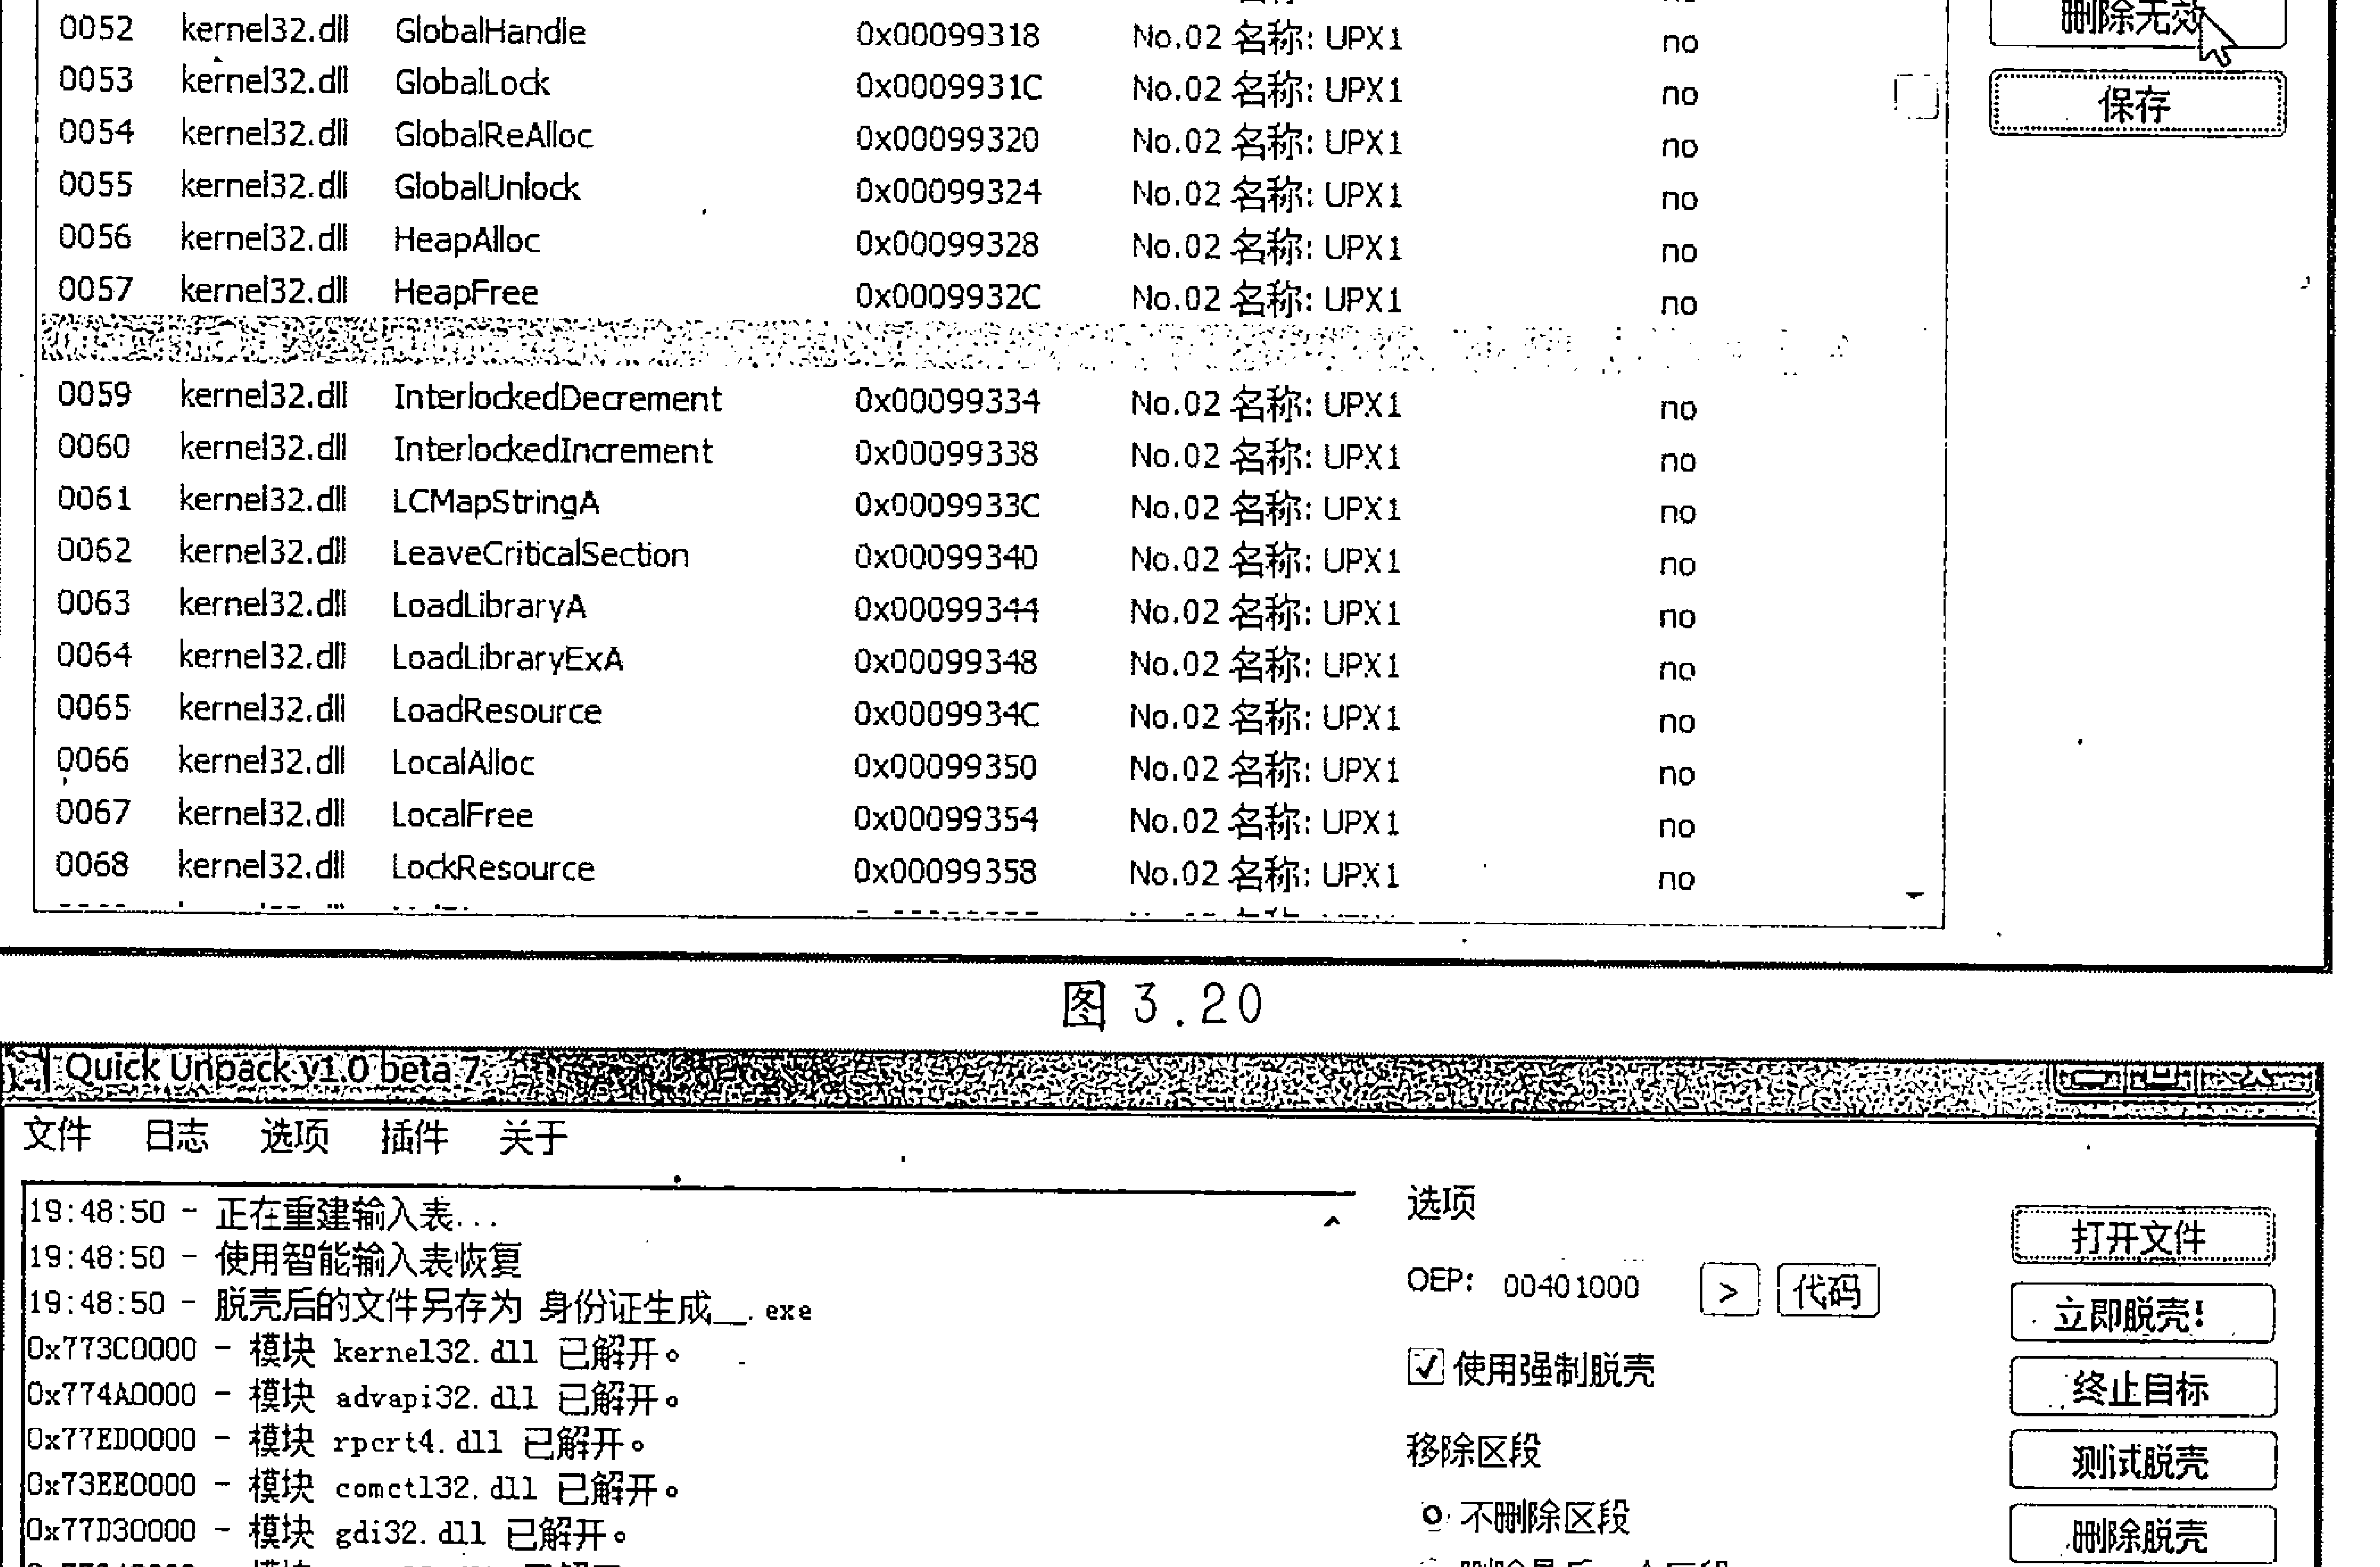 0052 kernel32.dll GlobalHandle 0x00099318 No.02 名称: UPX1 no
删除无效
0053 kernel32.dll GlobalLock 0x0009931C No.02 名称: UPX1 no
保存
0054 kernel32.dll GlobalReAlloc 0x00099320 No.02 名称: UPX1 no
0055 kernel32.dll GlobalUnlock 0x00099324 No.02 名称: UPX1 no
0056 kernel32.dll HeapAlloc 0x00099328 No.02 名称: UPX1 no
0057 kernel32.dll HeapFree 0x0009932C No.02 名称: UPX1 no
0059 kernel32.dll InterlockedDecrement 0x00099334 No.02 名称: UPX1 no
0060 kernel32.dll InterlockedIncrement 0x00099338 No.02 名称: UPX1 no
0061 kernel32.dll LCMapStringA 0x0009933C No.02 名称: UPX1 no
0062 kernel32.dll LeaveCriticalSection 0x00099340 No.02 名称: UPX1 no
0063 kernel32.dll LoadLibraryA 0x00099344 No.02 名称: UPX1 no
0064 kernel32.dll LoadLibraryExA 0x00099348 No.02 名称: UPX1 no
0065 kernel32.dll LoadResource 0x0009934C No.02 名称: UPX1 no
0066 kernel32.dll LocalAlloc 0x00099350 No.02 名称: UPX1 no
0067 kernel32.dll LocalFree 0x00099354 No.02 名称: UPX1 no
0068 kernel32.dll LockResource 0x00099358 No.02 名称: UPX1 no
图 3.20
Quick Unpack v1.0 beta 7
文件 日志 选项 插件 关于
19:48:50 - 正在重建输入表...
19:48:50 - 使用智能输入表恢复
19:48:50 - 脱壳后的文件另存为 身份证生成__.exe
0x773C0000 - 模块 kernel32.dll 已解开。
0x774A0000 - 模块 advapi32.dll 已解开。
0x77ED0000 - 模块 rpcrt4.dll 已解开。
0x73EE0000 - 模块 comctl32.dll 已解开。
0x77D30000 - 模块 gdi32.dll 已解开。
选项
OEP: 00401000 > 代码
使用强制脱壳
移除区段
不删除区段
打开文件
立即脱壳!
终止目标
测试脱壳
删除脱壳